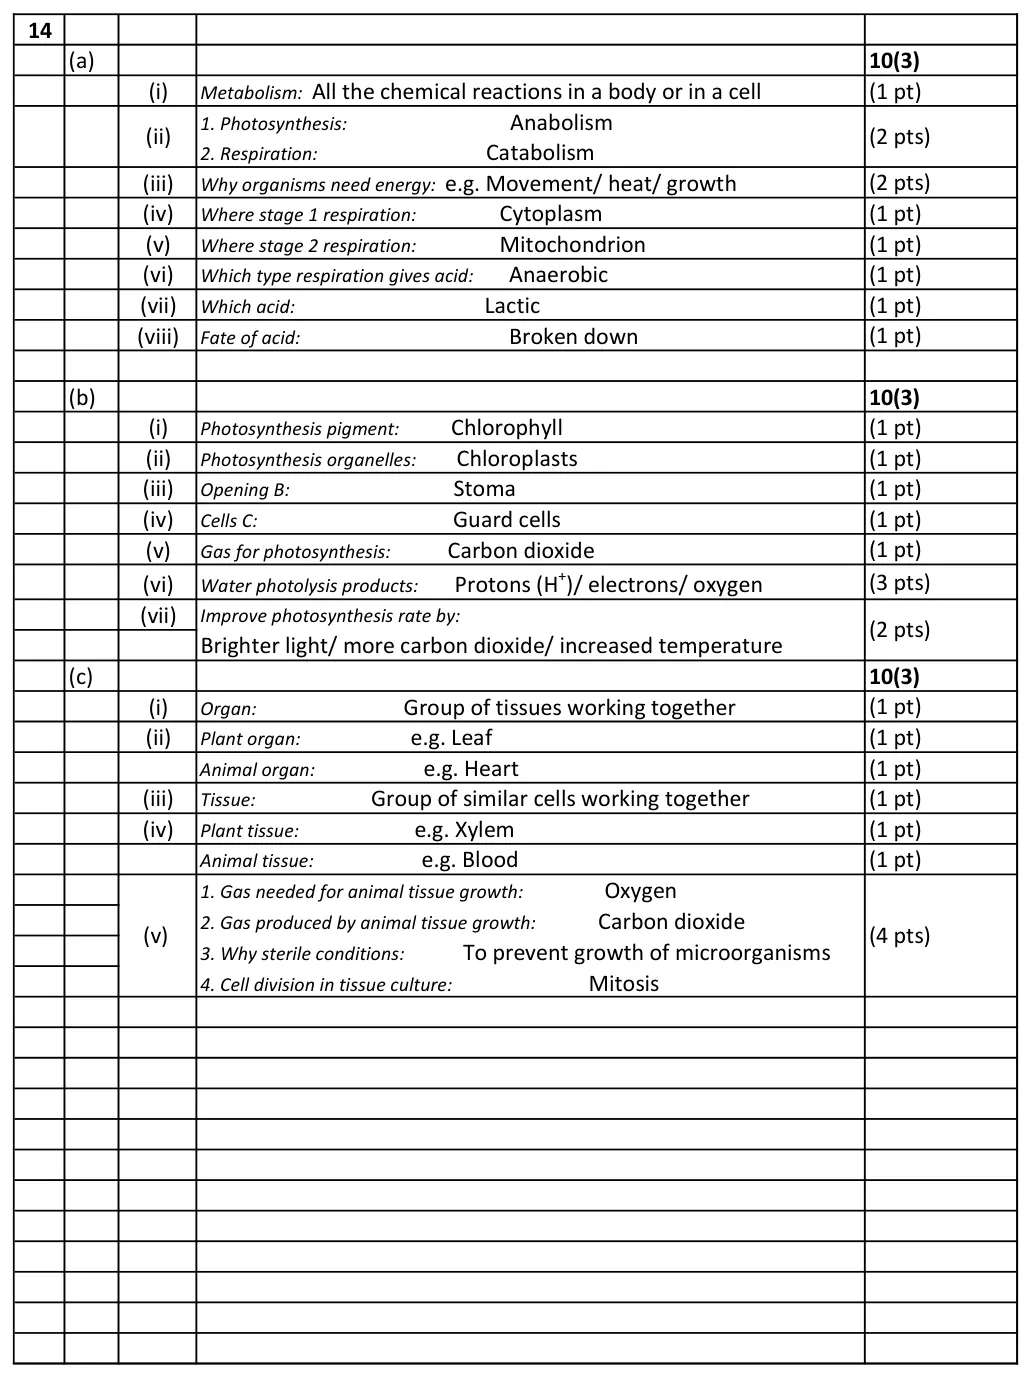 14
(a) 10(3)
(i) Metabolism: All the chemical reactions in a body or in a cell (1 pt)
1. Photosynthesis: Anabolism
(ii) (2 pts)
2. Respiration: Catabolism
(iii) Why organisms need energy: e.g. Movement/ heat/ growth (2 pts)
(iv) Where stage 1 respiration: Cytoplasm (1 pt)
(v) Where stage 2 respiration: Mitochondrion (1 pt)
(vi) Which type respiration gives acid: Anaerobic (1 pt)
(vii) Which acid: Lactic (1 pt)
(viii) Fate of acid: Broken down (1 pt)
(b) 10(3)
(i) Photosynthesis pigment: Chlorophyll (1 pt)
(ii) Photosynthesis organelles: Chloroplasts (1 pt)
(iii) Opening B: Stoma (1 pt)
(iv) Cells C: Guard cells (1 pt)
(v) Gas for photosynthesis: Carbon dioxide (1 pt)
(vi) Water photolysis products: Protons (H⁺)/ electrons/ oxygen (3 pts)
(vii) Improve photosynthesis rate by:
(2 pts)
Brighter light/ more carbon dioxide/ increased temperature
(c) 10(3)
(i) Organ: Group of tissues working together (1 pt)
(ii) Plant organ: e.g. Leaf (1 pt)
Animal organ: e.g. Heart (1 pt)
(iii) Tissue: Group of similar cells working together (1 pt)
(iv) Plant tissue: e.g. Xylem (1 pt)
Animal tissue: e.g. Blood (1 pt)
1. Gas needed for animal tissue growth: Oxygen
2. Gas produced by animal tissue growth: Carbon dioxide
(v) (4 pts)
3. Why sterile conditions: To prevent growth of microorganisms
4. Cell division in tissue culture: Mitosis